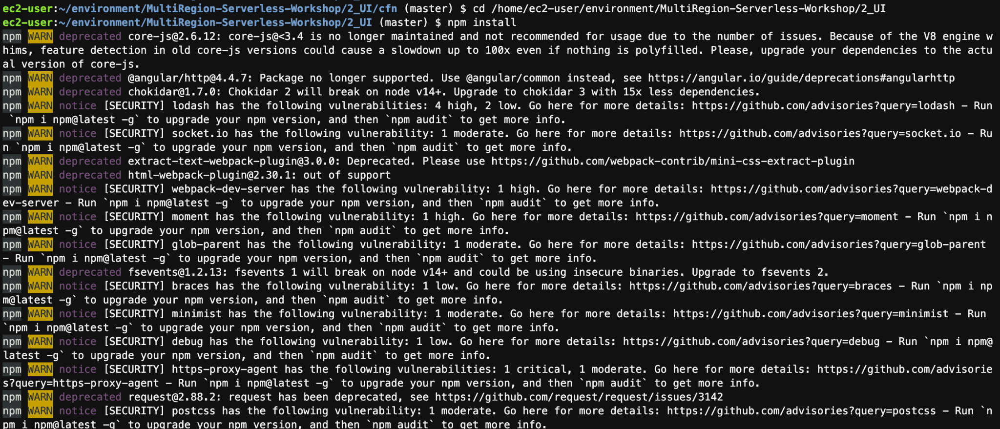 ec2-user:~/environment/MultiRegion-Serverless-Workshop/2_UI/cfn (master) $ cd /home/ec2-user/environment/MultiRegion-Serverless-Workshop/2_UI
ec2-user:~/environment/MultiRegion-Serverless-Workshop/2_UI (master) $ npm install
npm WARN deprecated core-js@2.6.12: core-js@<3.4 is no longer maintained and not recommended for usage due to the number of issues. Because of the V8 engine w
hims, feature detection in old core-js versions could cause a slowdown up to 100x even if nothing is polyfilled. Please, upgrade your dependencies to the actu
al version of core-js.
npm WARN deprecated @angular/http@4.4.7: Package no longer supported. Use @angular/common instead, see https://angular.io/guide/deprecations#angularhttp
npm WARN deprecated chokidar@1.7.0: Chokidar 2 will break on node v14+. Upgrade to chokidar 3 with 15x less dependencies.
npm WARN notice [SECURITY] lodash has the following vulnerabilities: 4 high, 2 low. Go here for more details: https://github.com/advisories?query=lodash - Run
 `npm i npm@latest -g` to upgrade your npm version, and then `npm audit` to get more info.
npm WARN notice [SECURITY] socket.io has the following vulnerability: 1 moderate. Go here for more details: https://github.com/advisories?query=socket.io - Ru
n `npm i npm@latest -g` to upgrade your npm version, and then `npm audit` to get more info.
npm WARN deprecated extract-text-webpack-plugin@3.0.0: Deprecated. Please use https://github.com/webpack-contrib/mini-css-extract-plugin
npm WARN deprecated html-webpack-plugin@2.30.1: out of support
npm WARN notice [SECURITY] webpack-dev-server has the following vulnerability: 1 high. Go here for more details: https://github.com/advisories?query=webpack-d
ev-server - Run `npm i npm@latest -g` to upgrade your npm version, and then `npm audit` to get more info.
npm WARN notice [SECURITY] moment has the following vulnerability: 1 high. Go here for more details: https://github.com/advisories?query=moment - Run `npm i n
pm@latest -g` to upgrade your npm version, and then `npm audit` to get more info.
npm WARN notice [SECURITY] glob-parent has the following vulnerability: 1 moderate. Go here for more details: https://github.com/advisories?query=glob-parent
- Run `npm i npm@latest -g` to upgrade your npm version, and then `npm audit` to get more info.
npm WARN deprecated fsevents@1.2.13: fsevents 1 will break on node v14+ and could be using insecure binaries. Upgrade to fsevents 2.
npm WARN notice [SECURITY] braces has the following vulnerability: 1 low. Go here for more details: https://github.com/advisories?query=braces - Run `npm i np
m@latest -g` to upgrade your npm version, and then `npm audit` to get more info.
npm WARN notice [SECURITY] minimist has the following vulnerability: 1 moderate. Go here for more details: https://github.com/advisories?query=minimist - Run
`npm i npm@latest -g` to upgrade your npm version, and then `npm audit` to get more info.
npm WARN notice [SECURITY] debug has the following vulnerability: 1 low. Go here for more details: https://github.com/advisories?query=debug - Run `npm i npm@
latest -g` to upgrade your npm version, and then `npm audit` to get more info.
npm WARN notice [SECURITY] https-proxy-agent has the following vulnerabilities: 1 critical, 1 moderate. Go here for more details: https://github.com/advisorie
s?query=https-proxy-agent - Run `npm i npm@latest -g` to upgrade your npm version, and then `npm audit` to get more info.
npm WARN deprecated request@2.88.2: request has been deprecated, see https://github.com/request/request/issues/3142
npm WARN notice [SECURITY] postcss has the following vulnerability: 1 moderate. Go here for more details: https://github.com/advisories?query=postcss - Run `n
pm i npm@latest -g` to upgrade your npm version, and then `npm audit` to get more info.